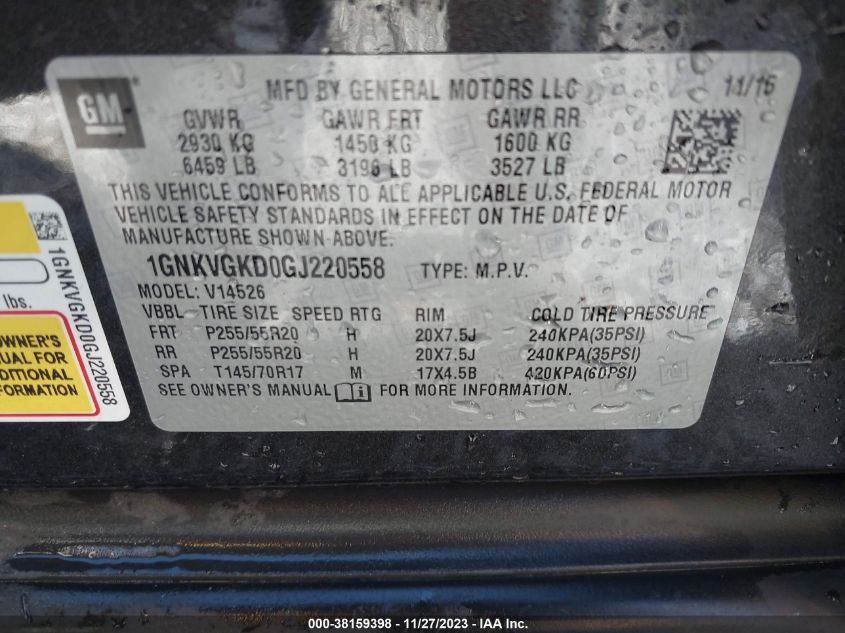 GM
MFD BY GENERAL MOTORS LLC 11/15
GVWR GAWR FRT GAWR RR
2930 KG 1450 KG 1600 KG
6459 LB 3196 LB 3527 LB
THIS VEHICLE CONFORMS TO ALL APPLICABLE U.S. FEDERAL MOTOR
VEHICLE SAFETY STANDARDS IN EFFECT ON THE DATE OF
MANUFACTURE SHOWN ABOVE.
1GNKVGKD0GJ220558 TYPE: M.P.V.
MODEL: V14526
VBBL TIRE SIZE SPEED RTG RIM COLD TIRE PRESSURE
FRT P255/55R20 H 20X7.5J 240KPA(35PSI)
RR P255/55R20 H 20X7.5J 240KPA(35PSI)
SPA T145/70R17 M 17X4.5B 420KPA(60PSI)
SEE OWNER'S MANUAL FOR MORE INFORMATION.
1GNKVGKD0GJ220558
lbs.
OWNER'S
MANUAL FOR
DDITIONAL
FORMATION
000-38159398 - 11/27/2023 - IAA Inc.